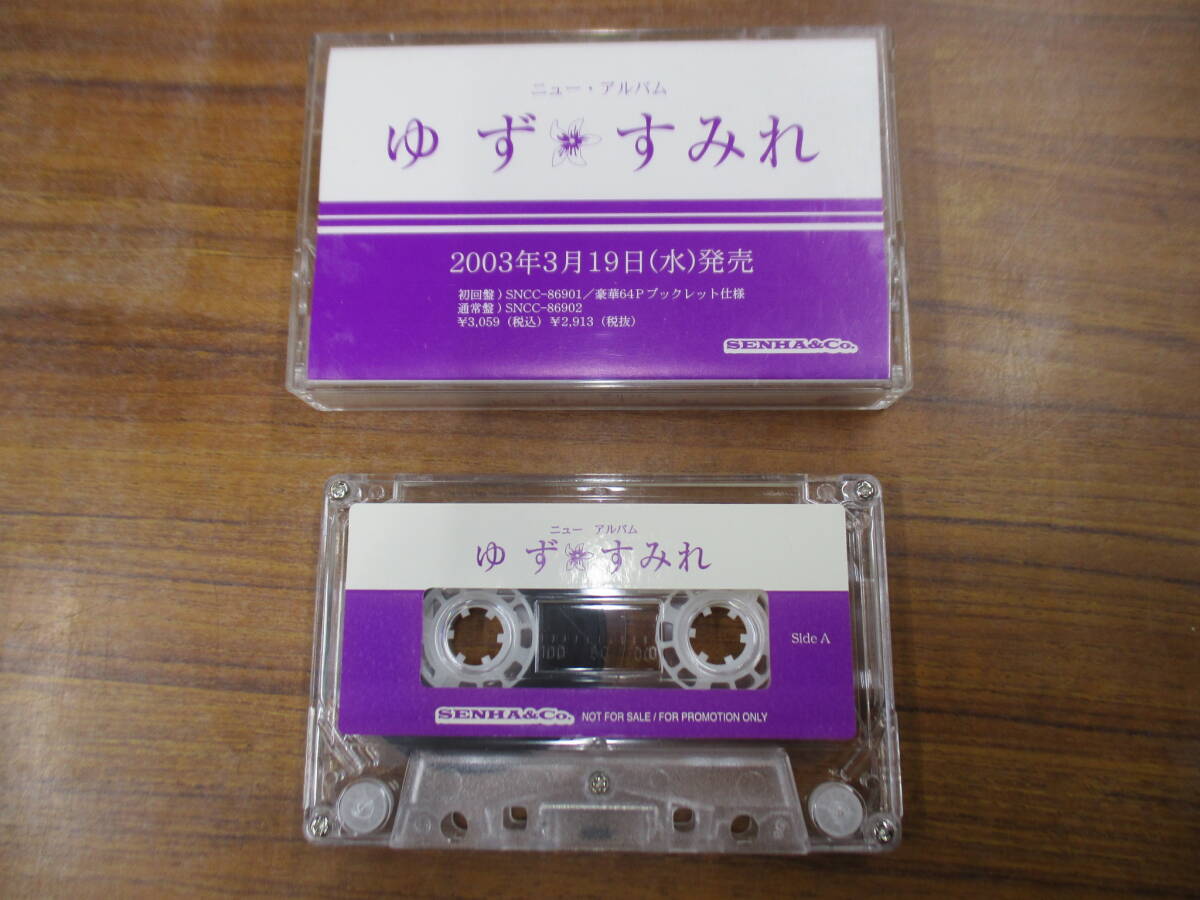 ニュー・アルバム
ゆず すみれ
2003年3月19日(水)発売
初回盤）SNCC-86901／豪華64Pブックレット仕様
通常盤）SNCC-86902
¥3,059（税込）¥2,913（税抜）
SENHA&Co.
ニュー アルバム
ゆず すみれ
Side A
100 50 0
SENHA&Co. NOT FOR SALE / FOR PROMOTION ONLY